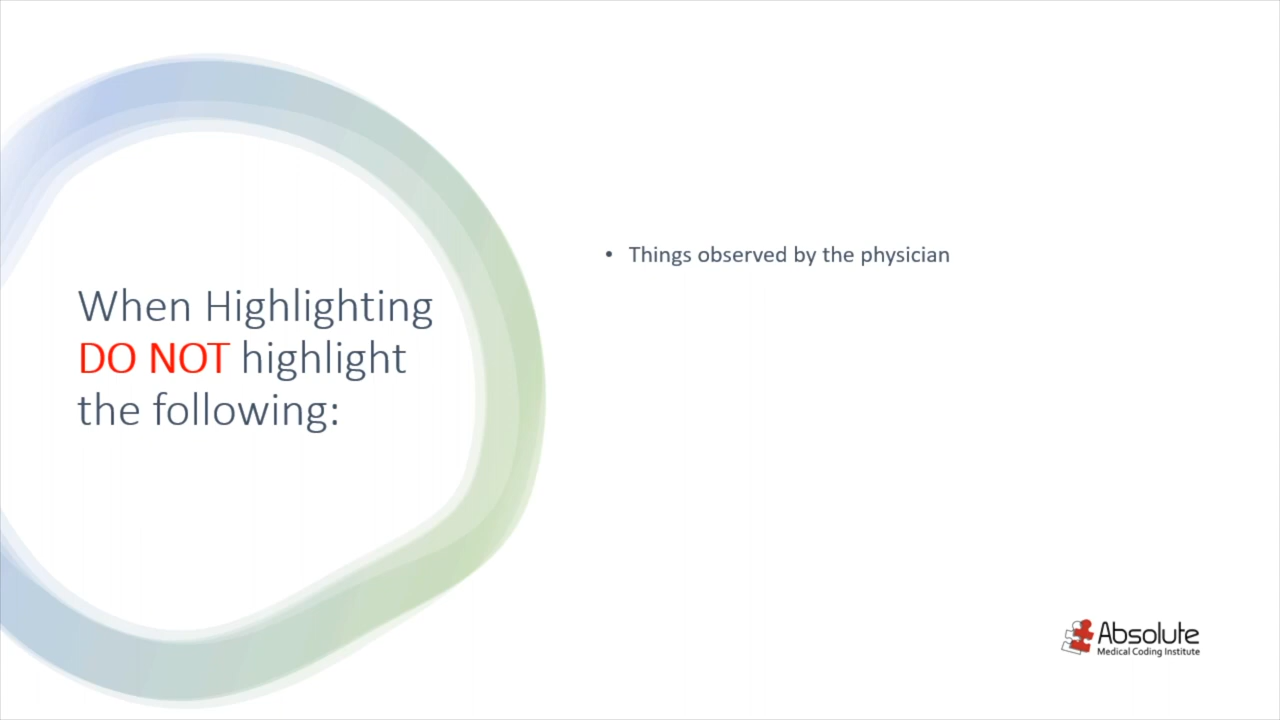 When Highlighting
DO NOT highlight
the following:
• Things observed by the physician
Absolute
Medical Coding Institute